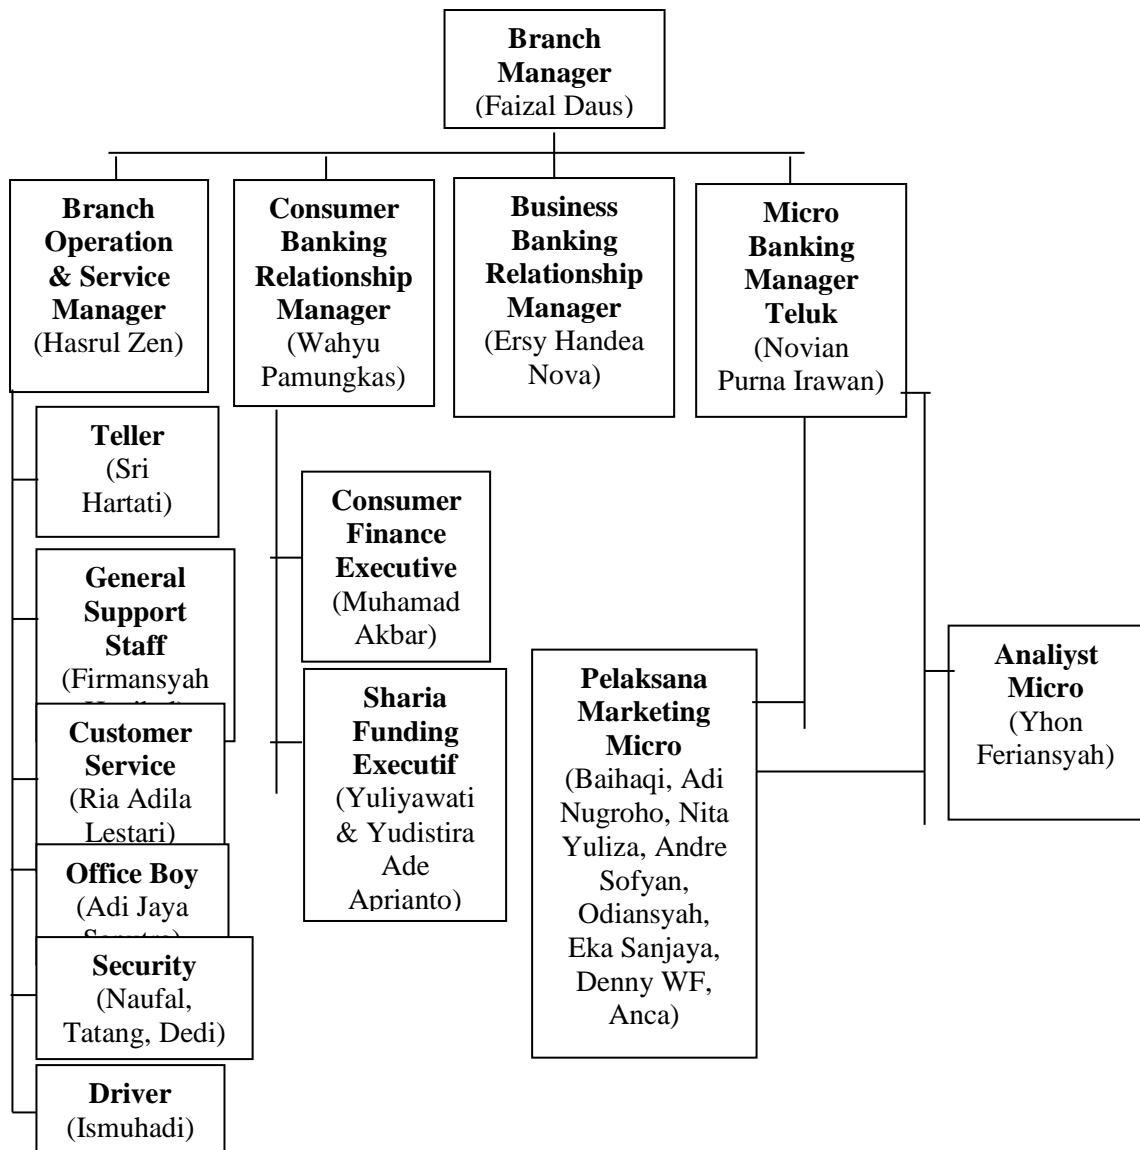 Branch
Manager
(Faizal Daus)
Branch
Operation
& Service
Manager
(Hasrul Zen)
Consumer
Banking
Relationship
Manager
(Wahyu
Pamungkas)
Business
Banking
Relationship
Manager
(Ersy Handea
Nova)
Micro
Banking
Manager
Teluk
(Novian
Purna Irawan)
Teller
(Sri
Hartati)
General
Support
Staff
(Firmansyah
Customer
Service
(Ria Adila
Lestari)
Office Boy
(Adi Jaya
Security
(Naufal,
Tatang, Dedi)
Driver
(Ismuhadi)
Consumer
Finance
Executive
(Muhamad
Akbar)
Sharia
Funding
Executif
(Yuliyawati
& Yudistira
Ade
Aprianto)
Pelaksana
Marketing
Micro
(Baihaqi, Adi
Nugroho, Nita
Yuliza, Andre
Sofyan,
Odiansyah,
Eka Sanjaya,
Denny WF,
Anca)
Analiyst
Micro
(Yhon
Feriansyah)